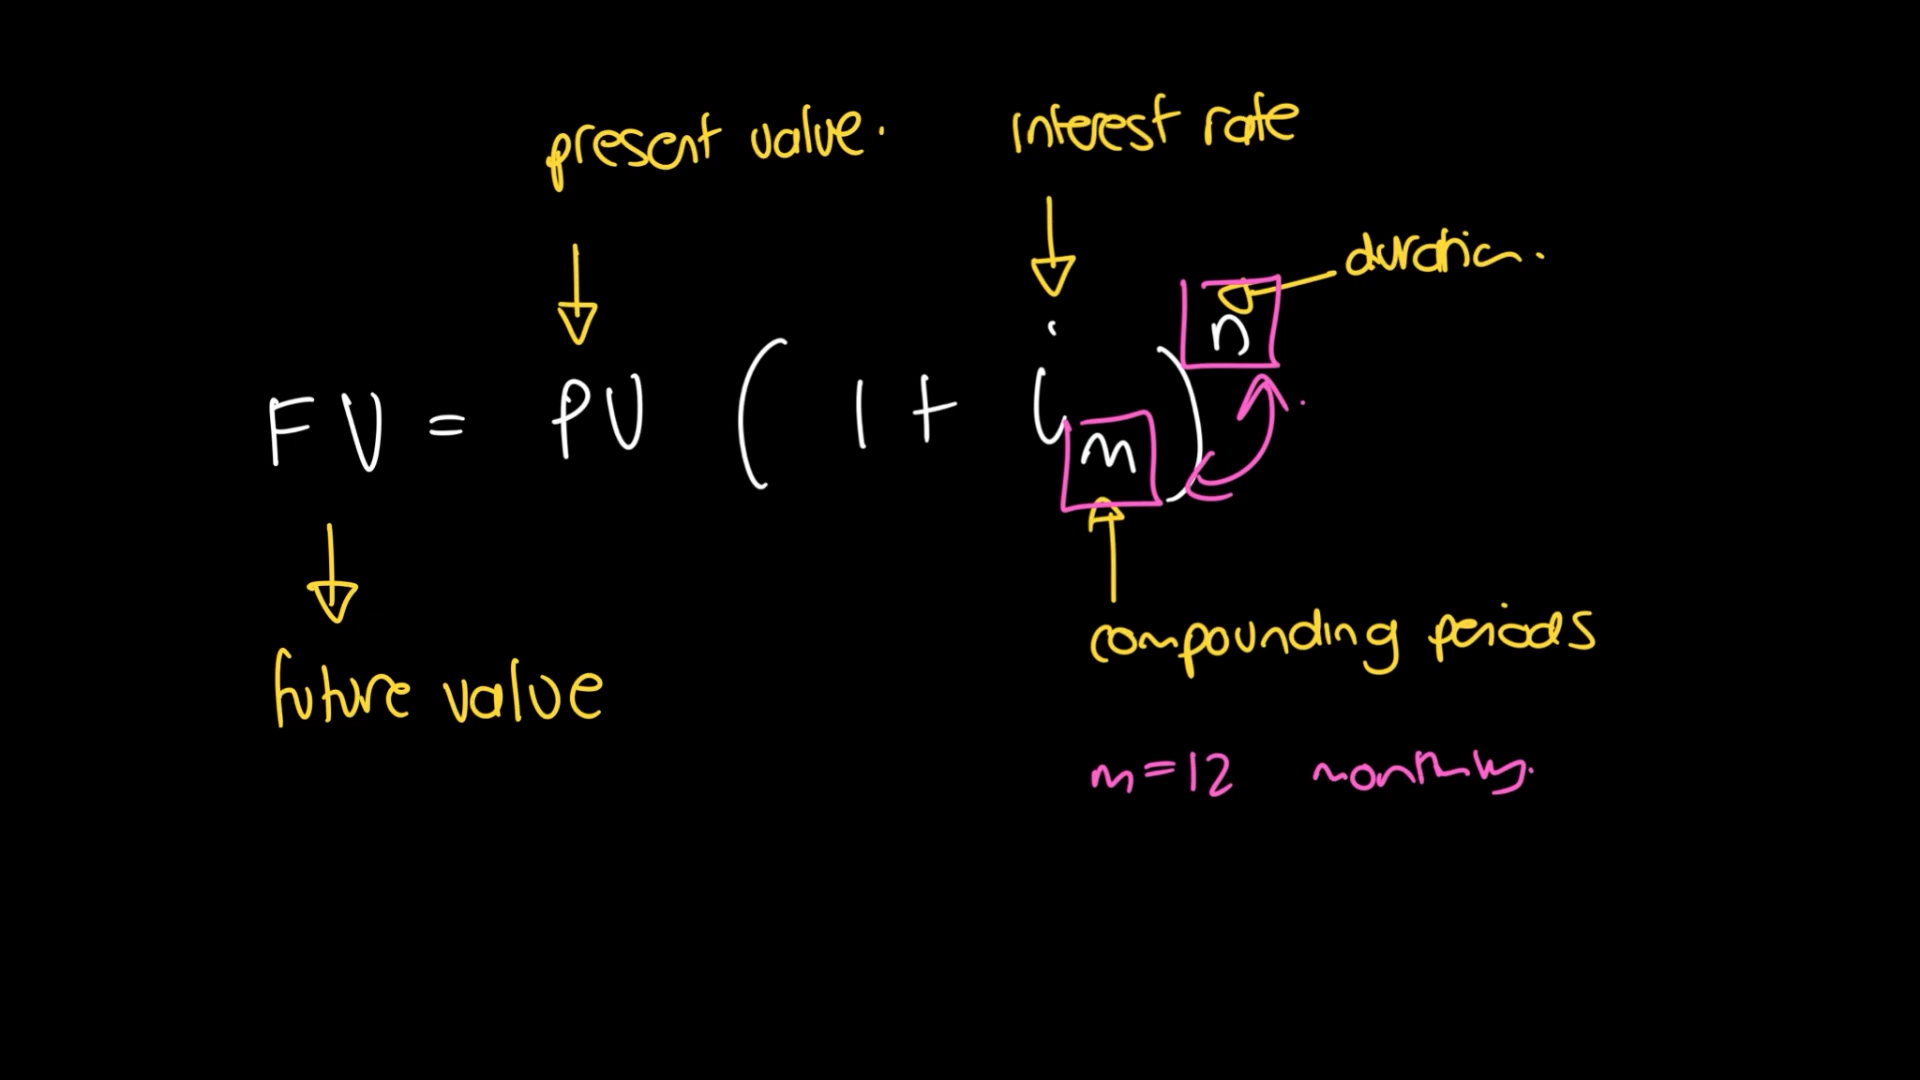 present value. interest rate
duration.
FV = PV ( 1 + i m ) n
compounding periods
future value
m=12 monthly.